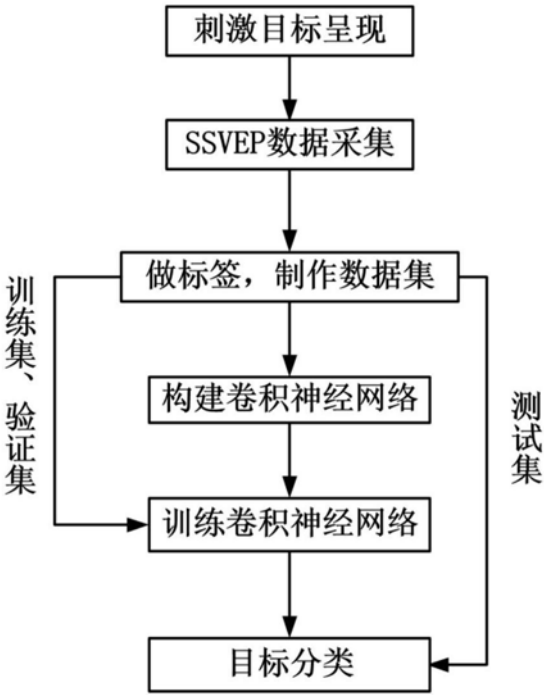 刺激目标呈现
SSVEP数据采集
做标签，制作数据集
训练集、验证集
构建卷积神经网络
测试集
训练卷积神经网络
目标分类